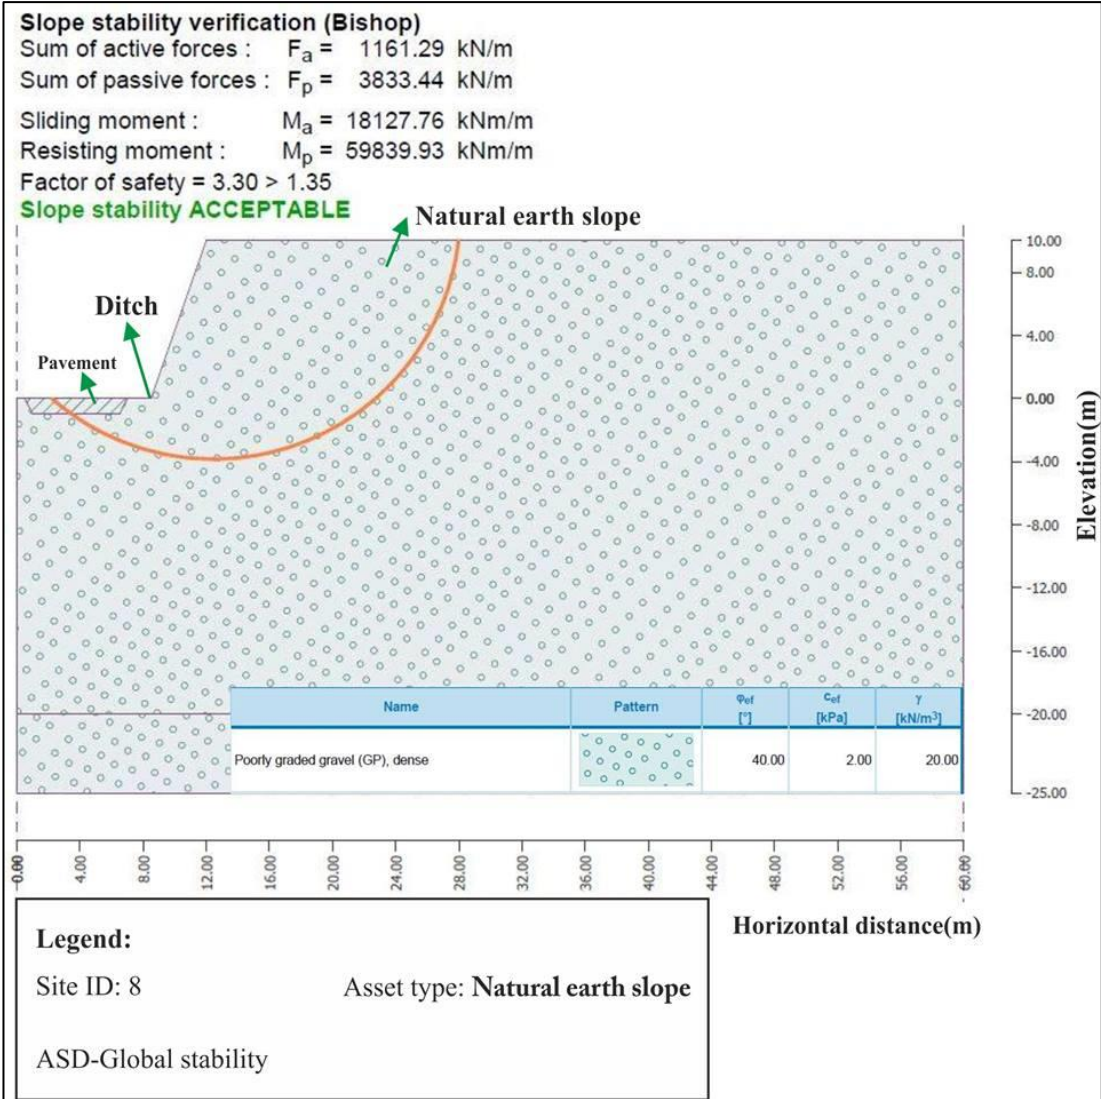 Slope stability verification (Bishop)
Sum of active forces : Fa = 1161.29 kN/m
Sum of passive forces : Fp = 3833.44 kN/m
Sliding moment : Ma = 18127.76 kNm/m
Resisting moment : Mp = 59839.93 kNm/m
Factor of safety = 3.30 > 1.35
Slope stability ACCEPTABLE
Natural earth slope
Ditch
Pavement
10.00
8.00
4.00
0.00
-4.00
-8.00
-12.00
-16.00
-20.00
-25.00
Elevation(m)
Name Pattern φef [°] cef [kPa] γ [kN/m³]
Poorly graded gravel (GP), dense 40.00 2.00 20.00
0.00 4.00 8.00 12.00 16.00 20.00 24.00 28.00 32.00 36.00 40.00 44.00 48.00 52.00 56.00 60.00
Horizontal distance(m)
Legend:
Site ID: 8 Asset type: Natural earth slope
ASD-Global stability